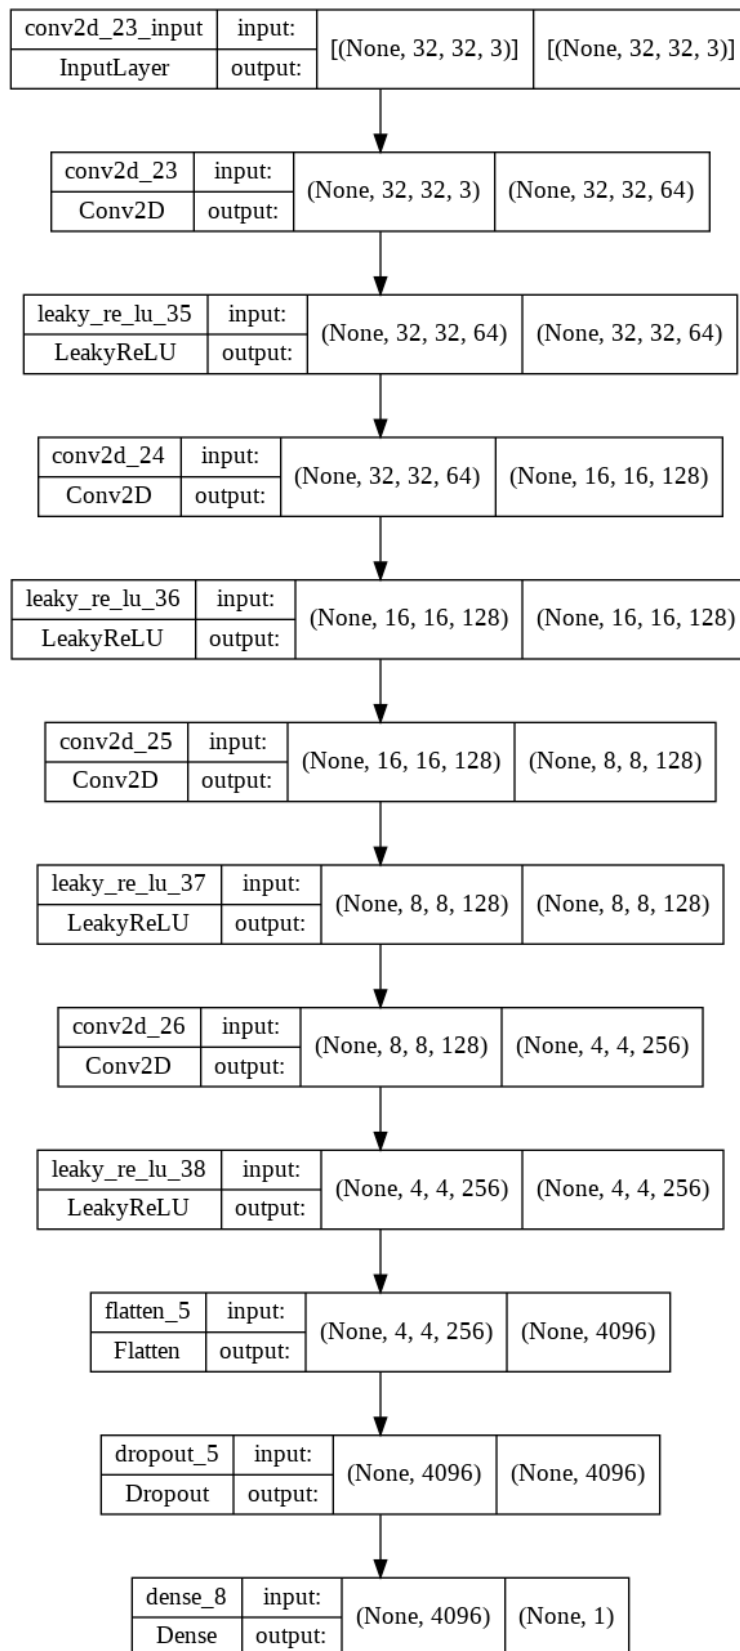 conv2d_23_input input: [(None, 32, 32, 3)] [(None, 32, 32, 3)]
InputLayer output:
conv2d_23 input: (None, 32, 32, 3) (None, 32, 32, 64)
Conv2D output:
leaky_re_lu_35 input: (None, 32, 32, 64) (None, 32, 32, 64)
LeakyReLU output:
conv2d_24 input: (None, 32, 32, 64) (None, 16, 16, 128)
Conv2D output:
leaky_re_lu_36 input: (None, 16, 16, 128) (None, 16, 16, 128)
LeakyReLU output:
conv2d_25 input: (None, 16, 16, 128) (None, 8, 8, 128)
Conv2D output:
leaky_re_lu_37 input: (None, 8, 8, 128) (None, 8, 8, 128)
LeakyReLU output:
conv2d_26 input: (None, 8, 8, 128) (None, 4, 4, 256)
Conv2D output:
leaky_re_lu_38 input: (None, 4, 4, 256) (None, 4, 4, 256)
LeakyReLU output:
flatten_5 input: (None, 4, 4, 256) (None, 4096)
Flatten output:
dropout_5 input: (None, 4096) (None, 4096)
Dropout output:
dense_8 input: (None, 4096) (None, 1)
Dense output: